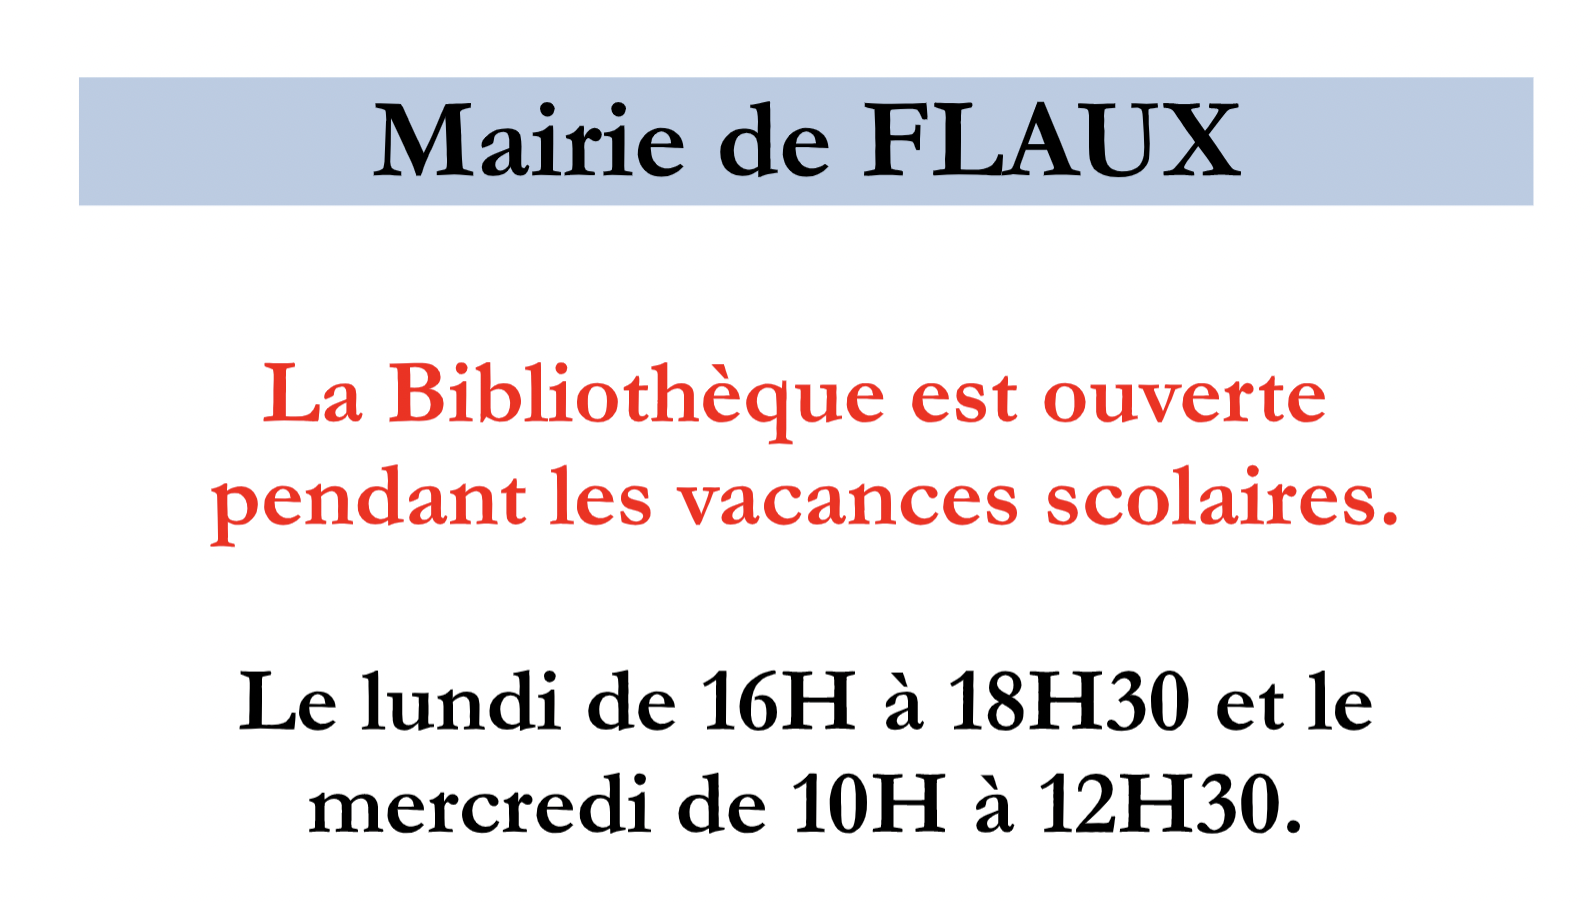 Mairie de FLAUX
La Bibliothèque est ouverte
pendant les vacances scolaires.
Le lundi de 16H à 18H30 et le
mercredi de 10H à 12H30.